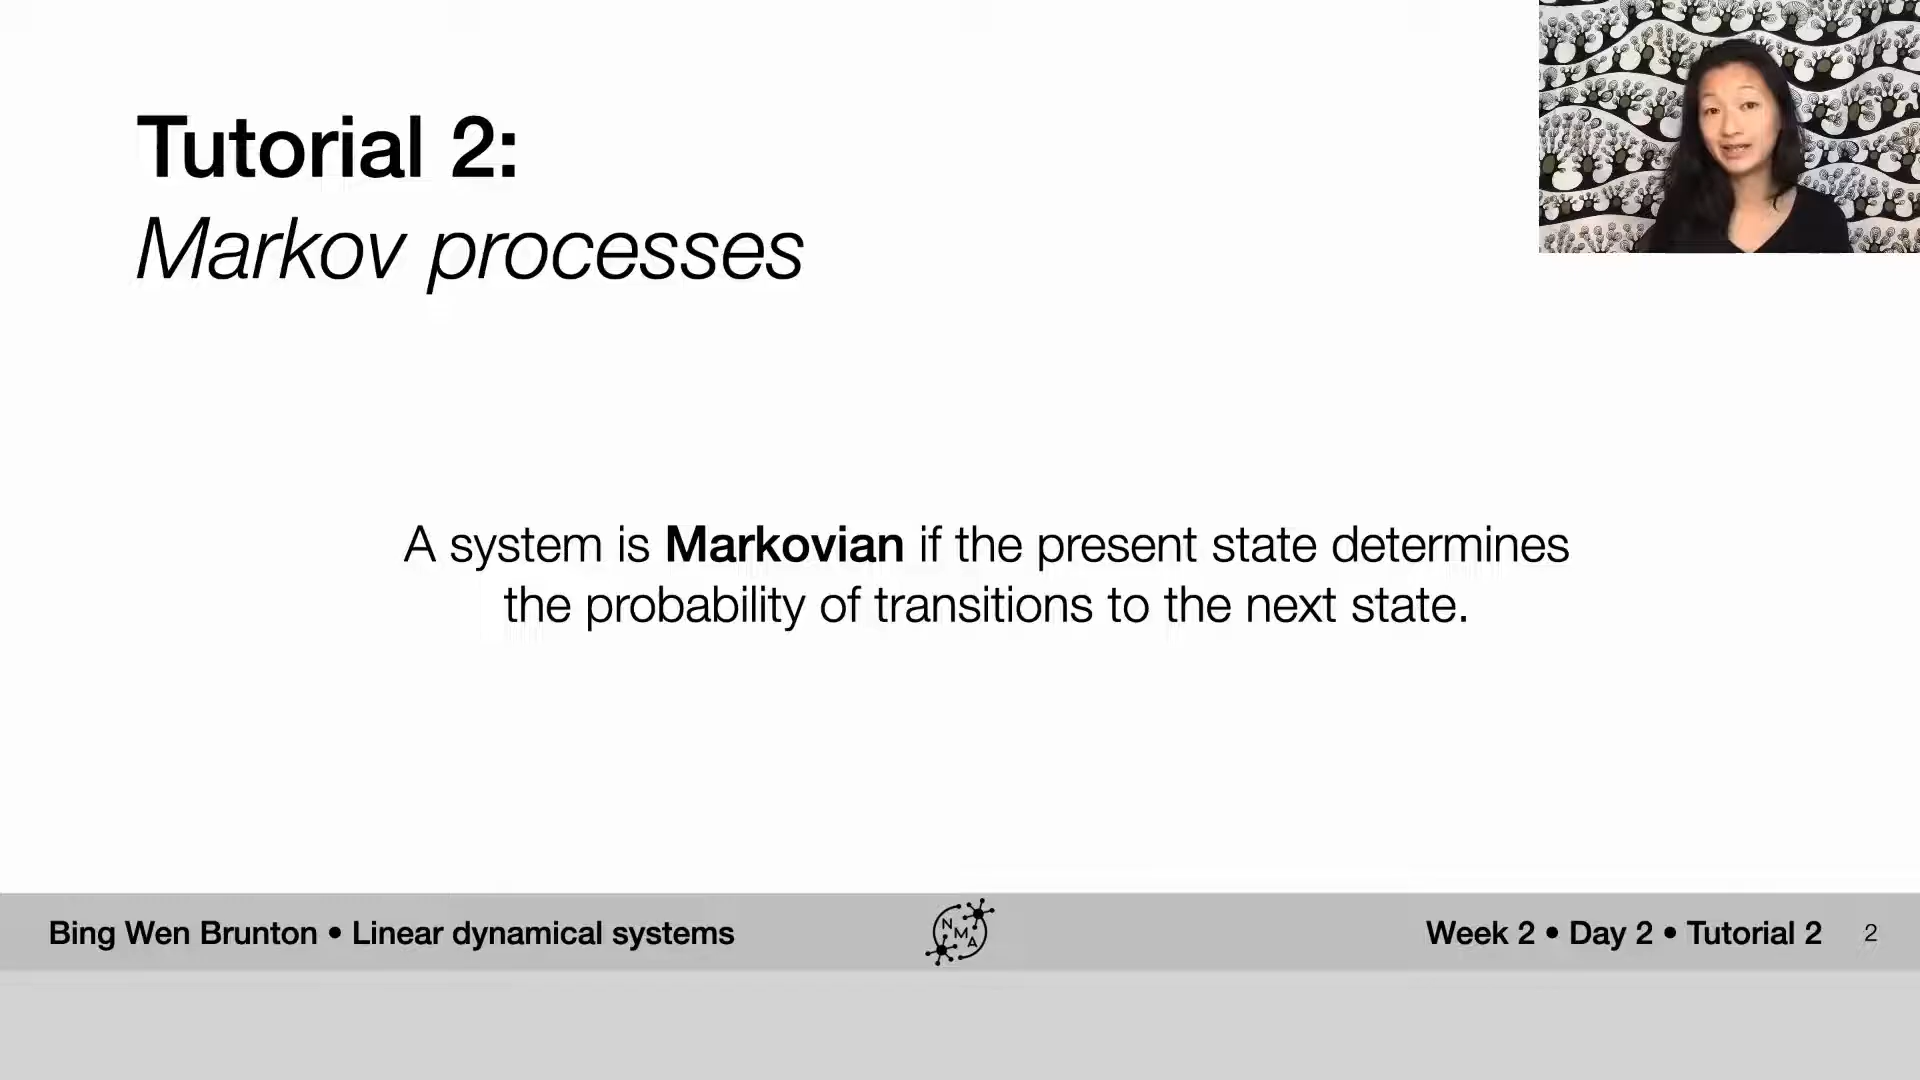 Tutorial 2:
Markov processes
A system is Markovian if the present state determines
the probability of transitions to the next state.
Bing Wen Brunton • Linear dynamical systems
NMA
Week 2 • Day 2 • Tutorial 2
2